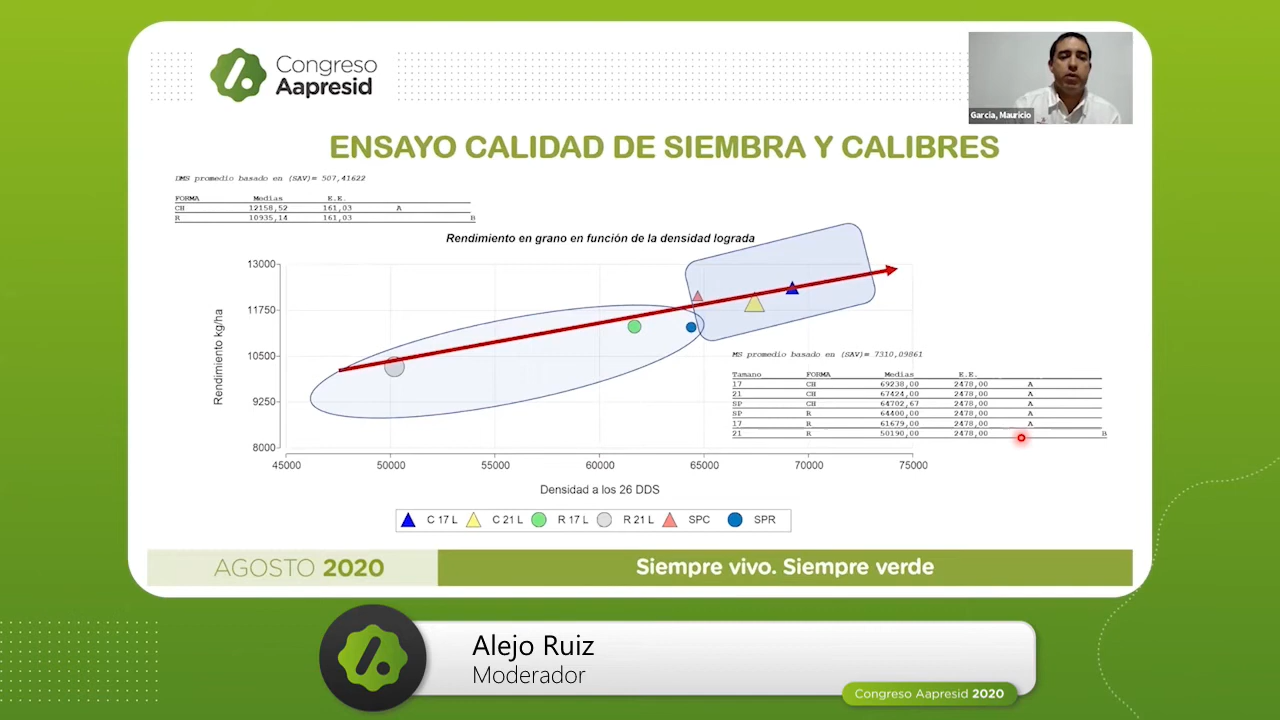 Congreso
Aapresid
Garcia, Mauricio
ENSAYO CALIDAD DE SIEMBRA Y CALIBRES
DMS promedio basado en (SAV)= 507,41622
FORMA Medias E.E.
CH 12158,52 161,03 A
R 10935,14 161,03 B
Rendimiento en grano en función de la densidad lograda
13000
11750
10500
9250
8000
Rendimiento kg/ha
45000 50000 55000 60000 65000 70000 75000
Densidad a los 26 DDS
MS promedio basado en (SAV)= 7310,09861
Tamano FORMA Medias E.E.
17 CH 69238,00 2478,00 A
21 CH 67424,00 2478,00 A
SP CH 64702,67 2478,00 A
SP R 64400,00 2478,00 A
17 R 61679,00 2478,00 A
21 R 50190,00 2478,00 B
C 17 L C 21 L R 17 L R 21 L SPC SPR
AGOSTO 2020
Siempre vivo. Siempre verde
Alejo Ruiz
Moderador
Congreso Aapresid 2020